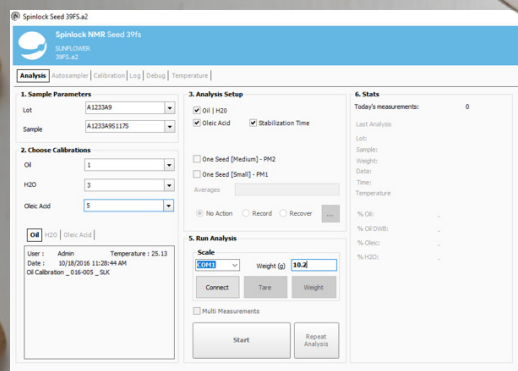 Spinlock Seed 39FS.a2
Spinlock NMR Seed 39fs
SUNFLOWER
39FS.a2
Analysis Autosampler Calibration Log Debug Temperature
1. Sample Parameters
Lot A1233A9
Sample A1233A9S1175
2. Choose Calibrations
Oil 1
H2O 3
Oleic Acid 5
Oil H2O Oleic Acid
User : Admin Temperature : 25.13
Date : 10/18/2016 11:28:44 AM
Oil Calibration _ 016-005 _ SLK
3. Analysis Setup
Oil | H20
Oleic Acid Stabilization Time
One Seed [Medium] - PM2
One Seed [Small] - PM1
Averages
No Action Record Recover ...
5. Run Analysis
Scale
COM1 Weight (g) 10.2
Connect Tare Weight
Multi Measurements
Start Repeat
Analysis
6. Stats
Today's measurements: 0
Last Analysis
Lot:
Sample:
Weight:
Date:
Time:
Temperature
% Oil: -
% Oil DWB: -
% Oleic: -
% H2O: -